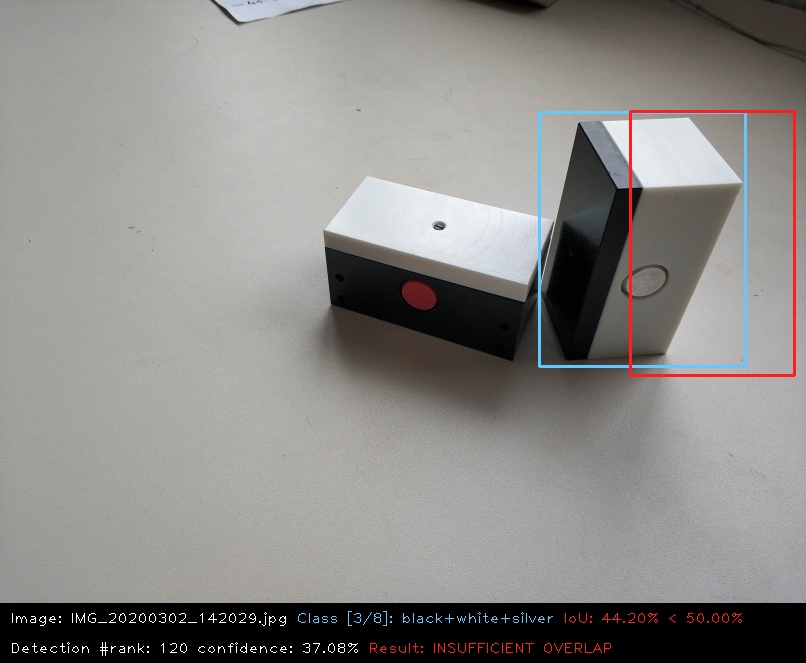 Image: IMG_20200302_142029.jpg Class [3/8]: black+white+silver IoU: 44.20% < 50.00%
Detection #rank: 120 confidence: 37.08% Result: INSUFFICIENT OVERLAP